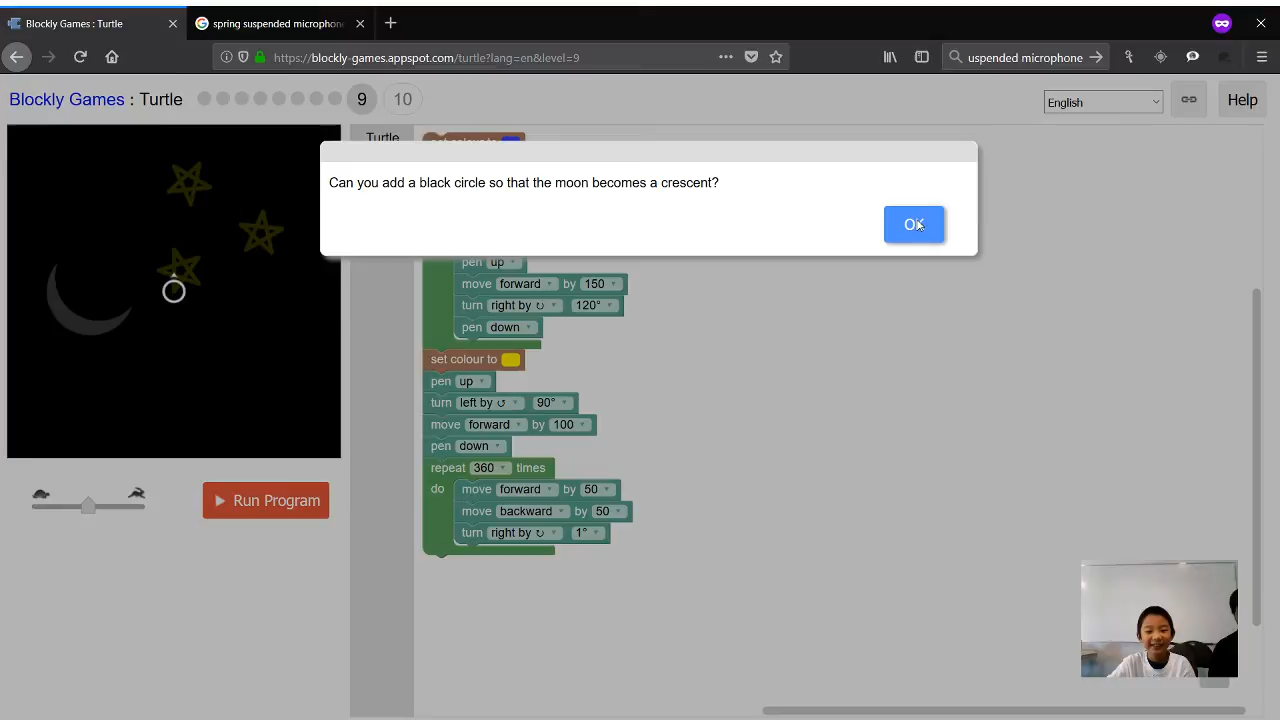 Blockly Games: Turtle
spring suspended microphone
https://blockly-games.appspot.com/turtle?lang=en&level=9
uspended microphone
Blockly Games : Turtle
9
10
English
Help
Turtle
set colour to
Can you add a black circle so that the moon becomes a crescent?
OK
pen up
move forward by 150
turn right by ↻ 120°
pen down
set colour to
pen up
turn left by ↺ 90°
move forward by 100
pen down
repeat 360 times
do move forward by 50
move backward by 50
turn right by ↻ 1°
Run Program